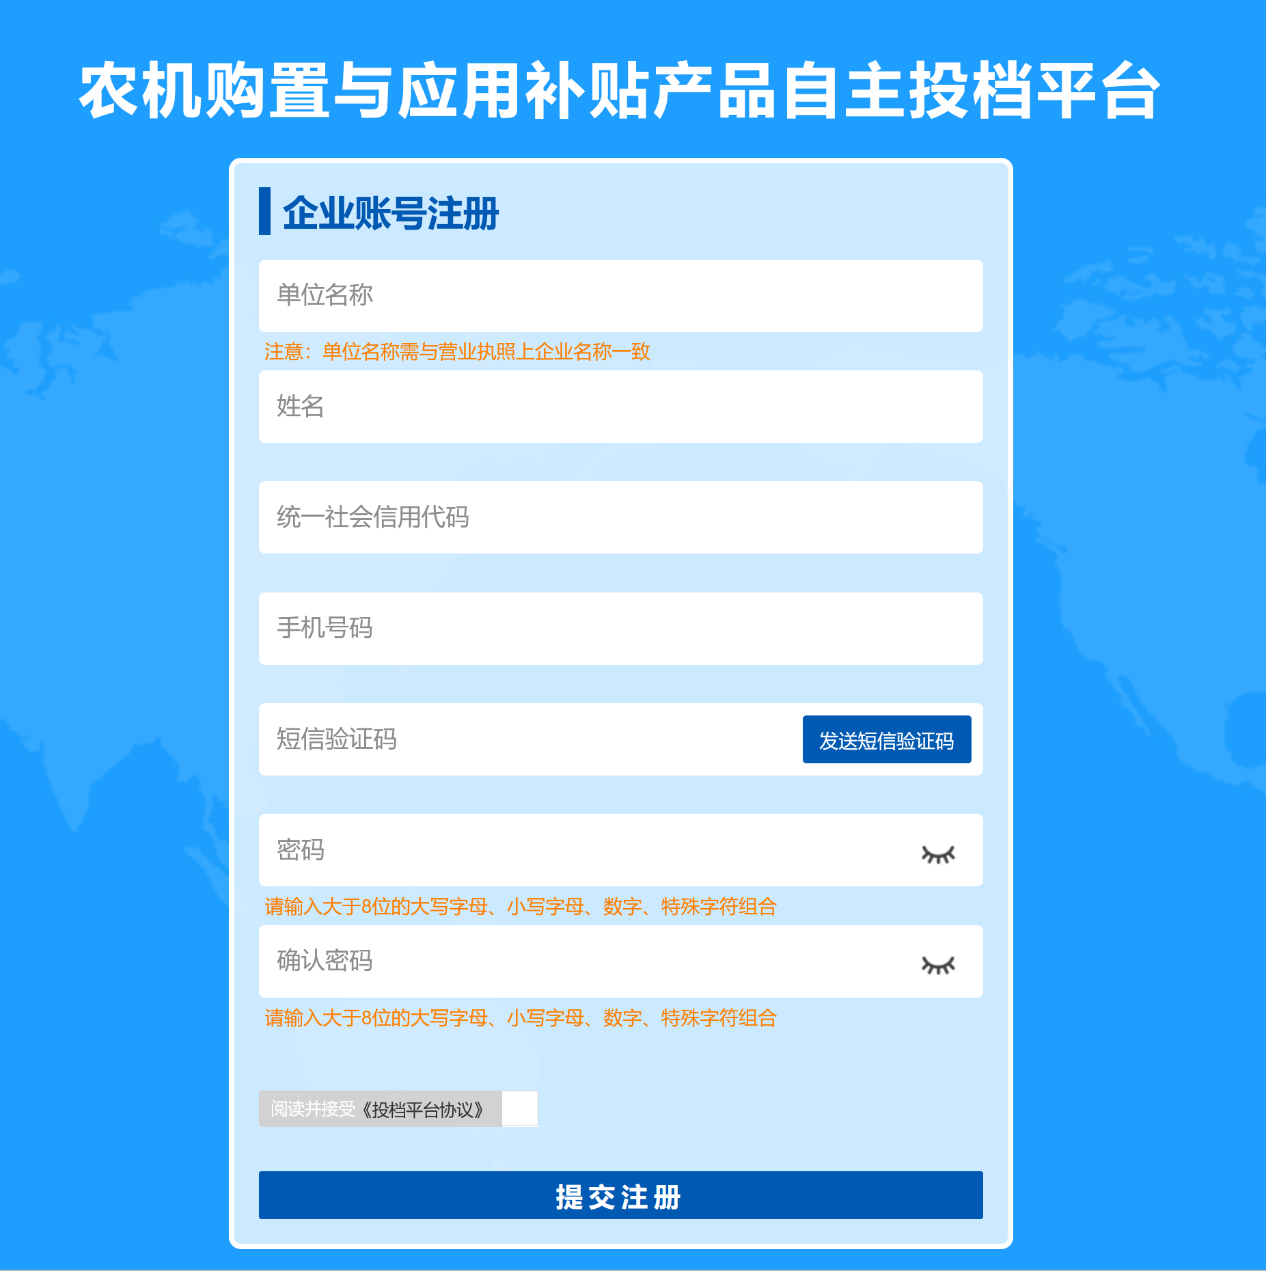 农机购置与应用补贴产品自主投档平台
企业账号注册
单位名称
注意：单位名称需与营业执照上企业名称一致
姓名
统一社会信用代码
手机号码
短信验证码
发送短信验证码
密码
请输入大于8位的大写字母、小写字母、数字、特殊字符组合
确认密码
请输入大于8位的大写字母、小写字母、数字、特殊字符组合
阅读并接受《投档平台协议》
提交注册